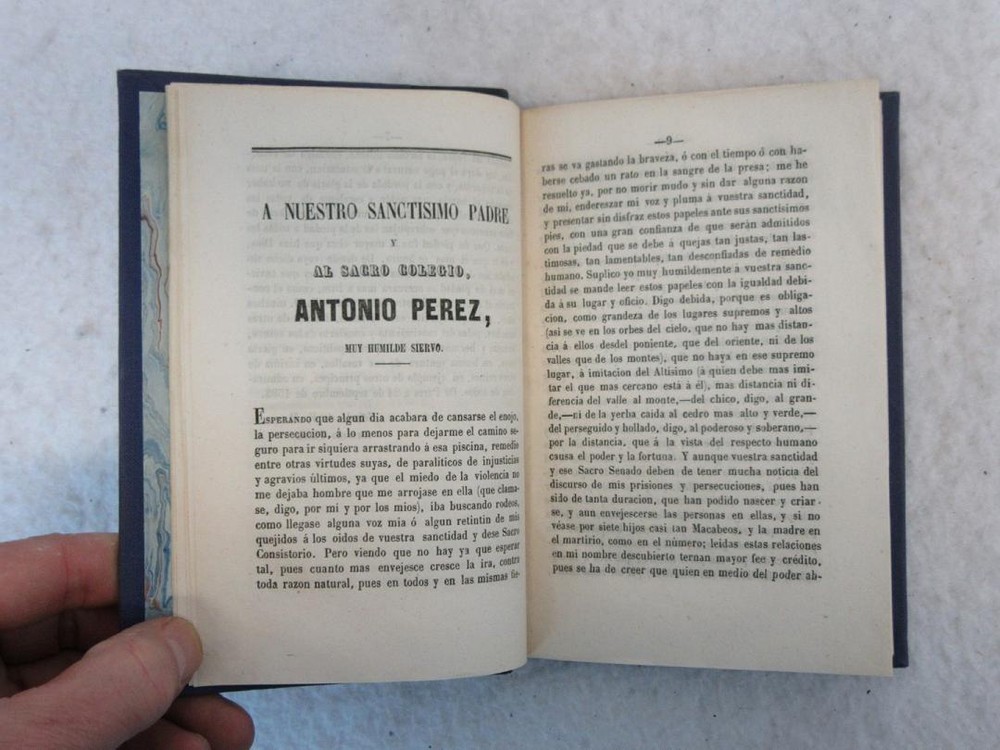 A NUESTRO SANCTISIMO PADRE
Y
AL SACRO COLEGIO,
ANTONIO PEREZ,
MUY HUMILDE SIERVO.
ESPERANDO que algun dia acabara de cansarse el enojo,
la persecucion, á lo menos para dejarme el camino se-
guro para ir siquiera arrastrando á esa piscina, remedio
entre otras virtudes suyas, de paraliticos de injusticias
y agravios últimos, ya que el miedo de la violencia no
me dejaba hombre que me arrojase en ella (que clama-
se, digo, por mi y por los mios), iba buscando rodeos,
como llegase alguna voz mia ó algun retintin de mis
quejidos á los oidos de vuestra sanctidad y dese Sacro
Consistorio. Pero viendo que no hay ya que esperar
tal, pues cuanto mas envejesce cresce la ira, contra
toda razon natural, pues en todos y en las mismas fie-
—9—
ras se va gastando la braveza, ó con el tiempo ó con ha-
berse cebado un rato en la sangre de la presa; me he
resuelto ya, por no morir mudo y sin dar alguna razon
de mi, endereszar mi voz y pluma á vuestra sanctidad,
y presentar sin disfraz estos papeles ante sus sanctisimos
pies, con una gran confianza de que serán admitidos
con la piedad que se debe á quejas tan justas, tan las-
timosas, tan lamentables, tan desconfiadas de remedio
humano. Suplico yo muy humildemente á vuestra sanc-
tidad se mande leer estos papeles con la igualdad debi-
da á su lugar y oficio. Digo debida, porque es obliga-
cion, como grandeza de los lugares supremos y altos
(asi se ve en los orbes del cielo, que no hay mas distan-
cia á ellos desdel poniente, que del oriente, ni de los
valles que de los montes), que no haya en ese supremo
lugar, á imitacion del Altisimo (á quien debe mas imi-
tar el que mas cercano está á él), mas distancia ni di-
ferencia del valle al monte,—del chico, digo, al gran-
de,—ni de la yerba caida al cedro mas alto y verde,—
del perseguido y hollado, digo, al poderoso y soberano,—
por la distancia, que á la vista del respecto humano
causa el poder y la fortuna. Y aunque vuestra sanctidad
y ese Sacro Senado deben de tener mucha noticia del
discurso de mis prisiones y persecuciones, pues han
sido de tanta duracion, que han podido nascer y criar-
se, y aun envejescerse las personas en ellas, y si no
véase por siete hijos casi tan Macabeos, y la madre en
el martirio, como en el número; leidas estas relaciones
en mi nombre descubierto ternan mayor fee y crédito,
pues se ha de creer que quien en medio del poder ab-